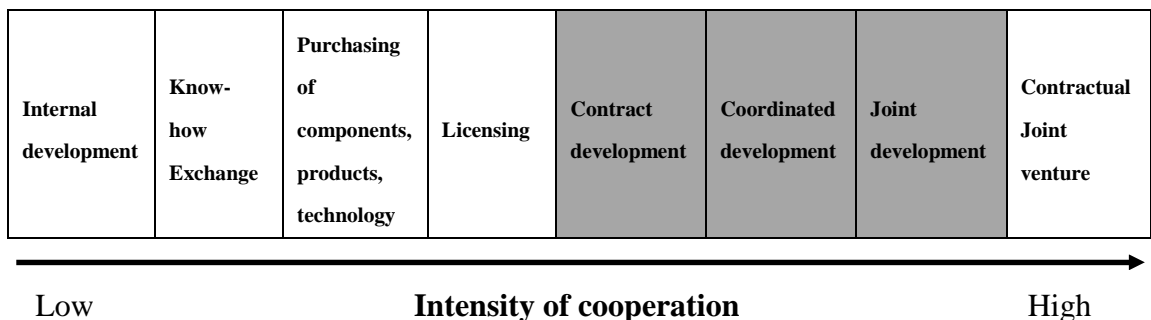 Internal
development
Know-
how
Exchange
Purchasing
of
components,
products,
technology
Licensing
Contract
development
Coordinated
development
Joint
development
Contractual
Joint
venture
Low
Intensity of cooperation
High